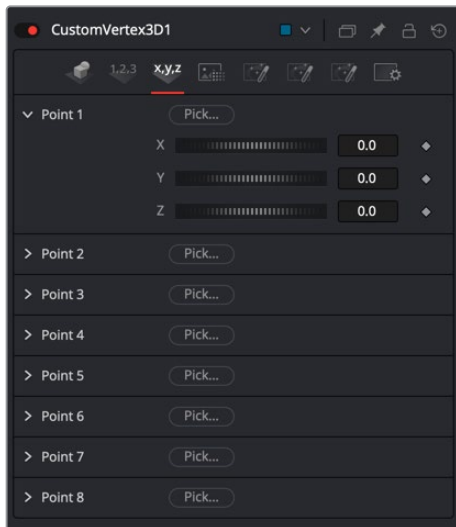 CustomVertex3D1
1,2,3 x,y,z
Point 1 Pick...
X 0.0
Y 0.0
Z 0.0
Point 2 Pick...
Point 3 Pick...
Point 4 Pick...
Point 5 Pick...
Point 6 Pick...
Point 7 Pick...
Point 8 Pick...